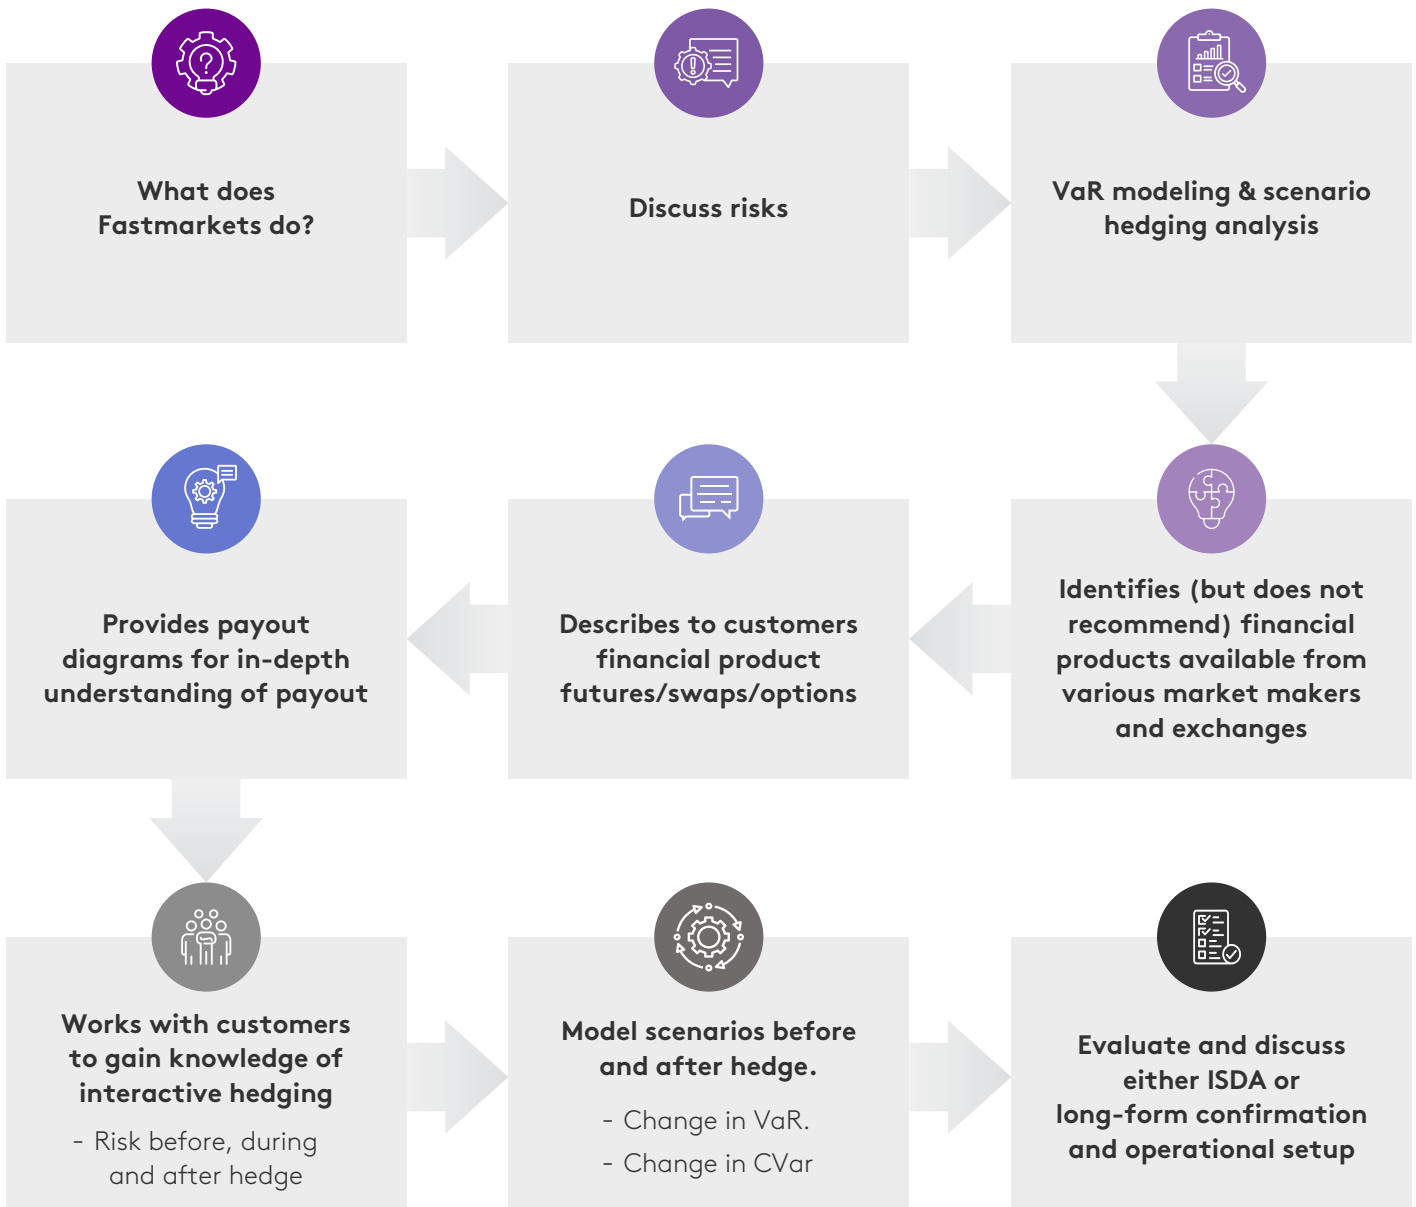 What does
Fastmarkets do?
Discuss risks
VaR modeling & scenario
hedging analysis
Identifies (but does not
recommend) financial
products available from
various market makers
and exchanges
Describes to customers
financial product
futures/swaps/options
Provides payout
diagrams for in-depth
understanding of payout
Works with customers
to gain knowledge of
interactive hedging
- Risk before, during
and after hedge
Model scenarios before
and after hedge.
- Change in VaR.
- Change in CVar
Evaluate and discuss
either ISDA or
long-form confirmation
and operational setup